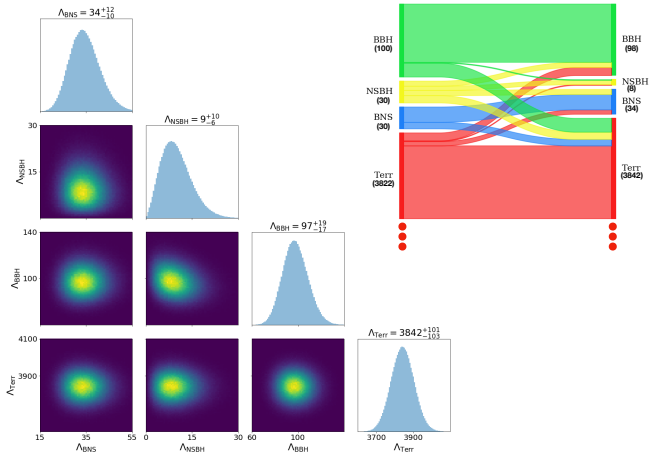 Λ_BNS = 34^{+12}_{-10}
Λ_NSBH = 9^{+10}_{-6}
Λ_BBH = 97^{+19}_{-17}
Λ_Terr = 3842^{+101}_{-103}
30
15
Λ_NSBH
140
100
Λ_BBH
4100
3900
Λ_Terr
15 35 55
Λ_BNS
0 15 30
Λ_NSBH
60 100
Λ_BBH
3700 3900
Λ_Terr
BBH
(100)
NSBH
(30)
BNS
(30)
Terr
(3822)
BBH
(98)
NSBH
(8)
BNS
(34)
Terr
(3842)